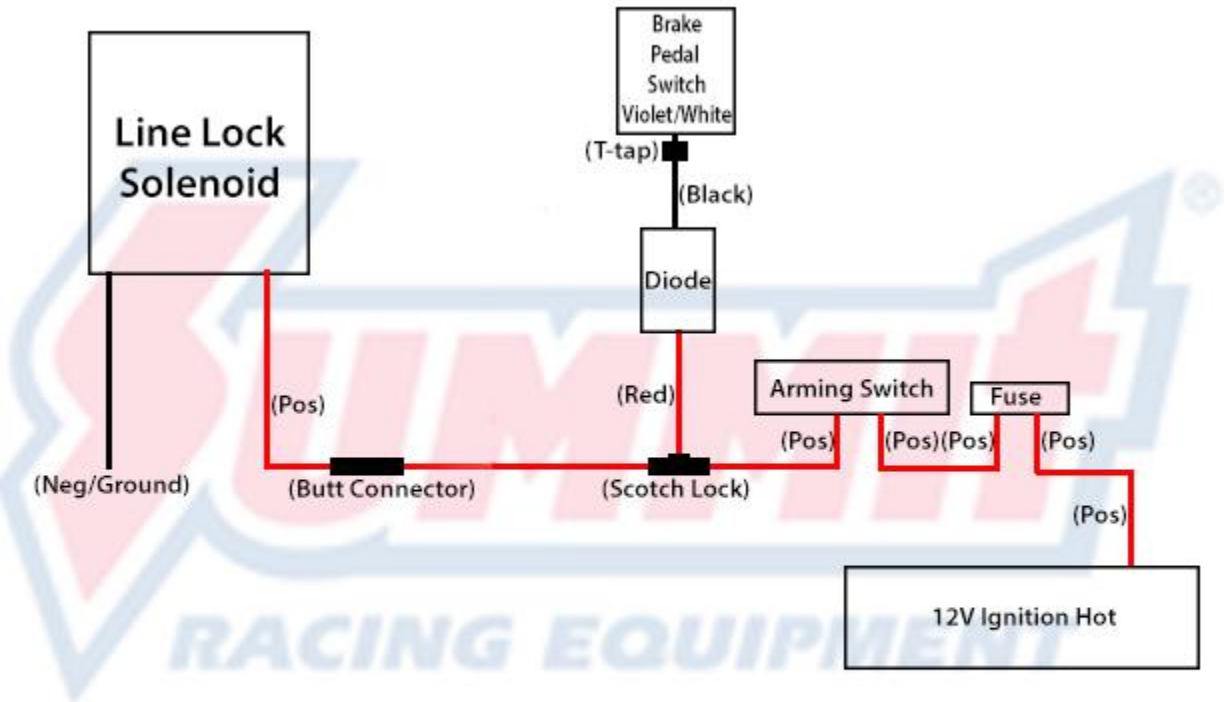 Brake
Pedal
Switch
Violet/White
Line Lock
Solenoid
(T-tap)
(Black)
®
Diode
(Red)
Arming Switch
Fuse
(Pos)
(Pos)
(Pos)(Pos)
(Pos)
(Neg/Ground)
(Butt Connector)
(Scotch Lock)
(Pos)
SUMMIT
12V Ignition Hot
RACING EQUIPMENT